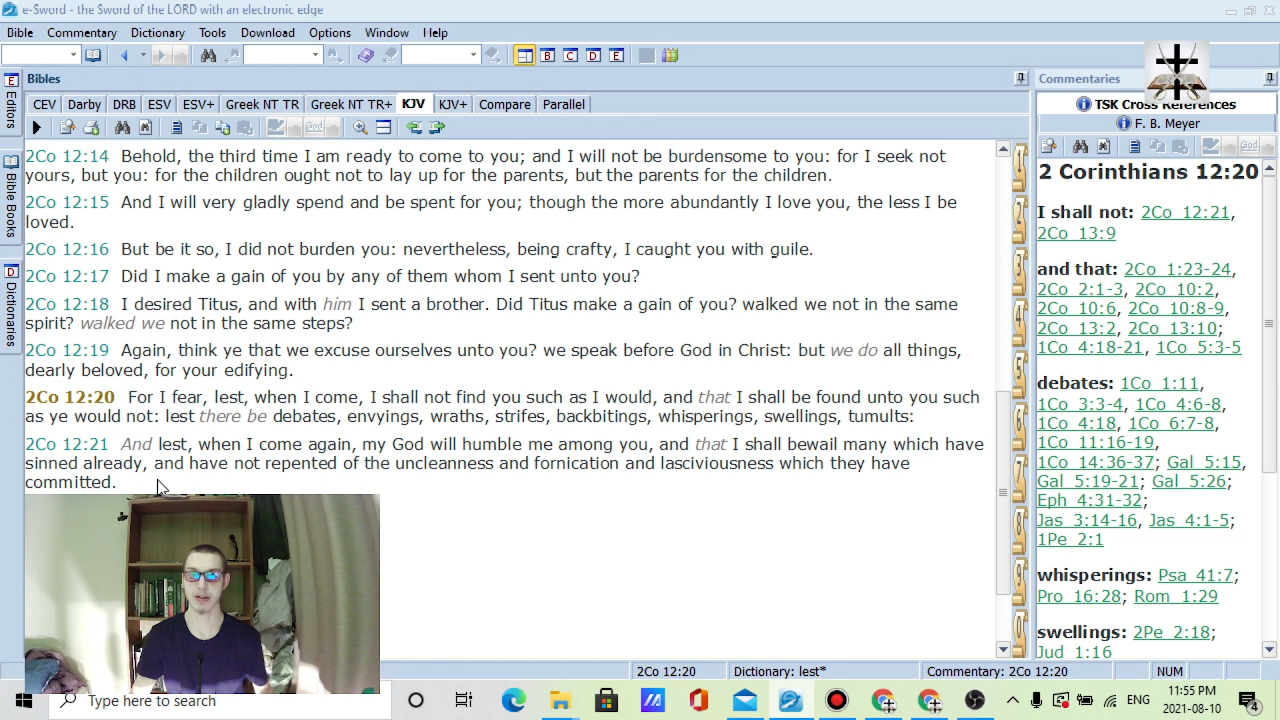 e-Sword - the Sword of the LORD with an electronic edge
Bible Commentary Dictionary Tools Download Options Window Help
B C D E
Bibles
CEV Darby DRB ESV ESV+ Greek NT TR Greek NT TR+ KJV KJV+ Compare Parallel
E Editors
Bible Books
D Dictionaries
2Co 12:14 Behold, the third time I am ready to come to you; and I will not be burdensome to you: for I seek not
yours, but you: for the children ought not to lay up for the parents, but the parents for the children.
2Co 12:15 And I will very gladly spend and be spent for you; though the more abundantly I love you, the less I be
loved.
2Co 12:16 But be it so, I did not burden you: nevertheless, being crafty, I caught you with guile.
2Co 12:17 Did I make a gain of you by any of them whom I sent unto you?
2Co 12:18 I desired Titus, and with him I sent a brother. Did Titus make a gain of you? walked we not in the same
spirit? walked we not in the same steps?
2Co 12:19 Again, think ye that we excuse ourselves unto you? we speak before God in Christ: but we do all things,
dearly beloved, for your edifying.
2Co 12:20 For I fear, lest, when I come, I shall not find you such as I would, and that I shall be found unto you such
as ye would not: lest there be debates, envyings, wraths, strifes, backbitings, whisperings, swellings, tumults:
2Co 12:21 And lest, when I come again, my God will humble me among you, and that I shall bewail many which have
sinned already, and have not repented of the uncleanness and fornication and lasciviousness which they have
committed.
Commentaries
TSK Cross References
F. B. Meyer
2 Corinthians 12:20
I shall not: 2Co 12:21,
2Co 13:9
and that: 2Co 1:23-24,
2Co 2:1-3, 2Co 10:2,
2Co 10:6, 2Co 10:8-9,
2Co 13:2, 2Co 13:10;
1Co 4:18-21, 1Co 5:3-5
debates: 1Co 1:11,
1Co 3:3-4, 1Co 4:6-8,
1Co 4:18, 1Co 6:7-8,
1Co 11:16-19,
1Co 14:36-37; Gal 5:15,
Gal 5:19-21; Gal 5:26;
Eph 4:31-32;
Jas 3:14-16, Jas 4:1-5;
1Pe 2:1
whisperings: Psa 41:7;
Pro 16:28; Rom 1:29
swellings: 2Pe 2:18;
Jud 1:16
2Co 12:20 Dictionary: lest* Commentary: 2Co 12:20 NUM
Type here to search
ENG
11:55 PM
2021-08-10
4